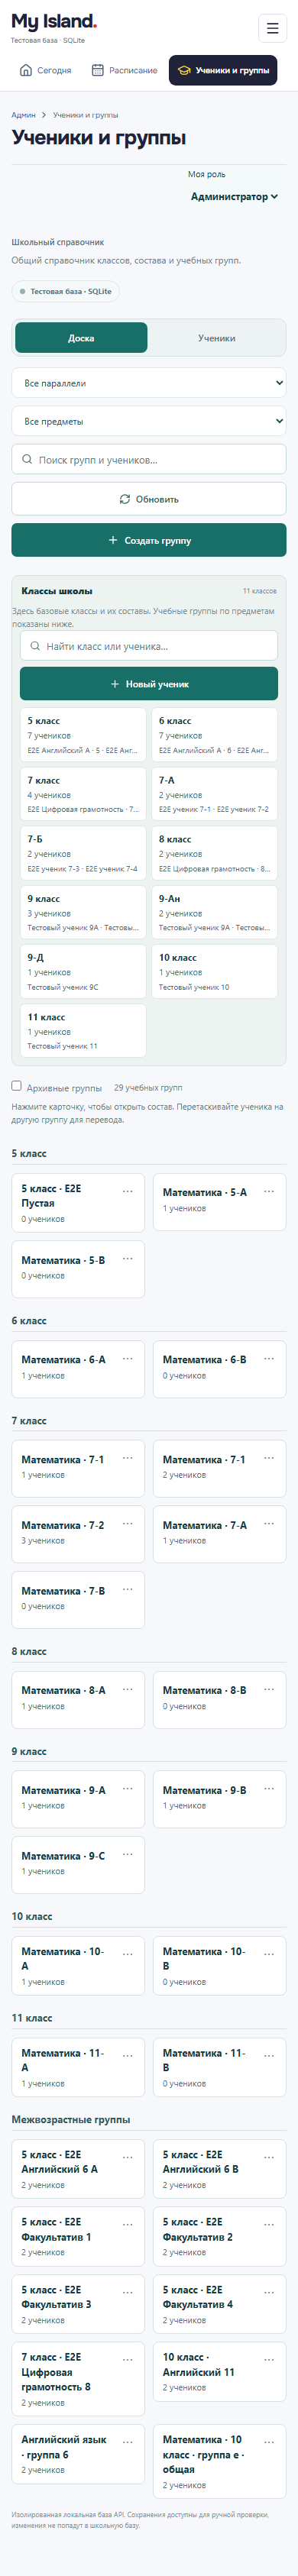 My Island.
Тестовая база · SQLite
Сегодня
Расписание
Ученики и группы
Админ > Ученики и группы
Ученики и группы
Моя роль
Администратор
Школьный справочник
Общий справочник классов, состава и учебных групп.
Тестовая база · SQLite
Доска
Ученики
Все параллели
Все предметы
Поиск групп и учеников...
Обновить
+ Создать группу
Классы школы
11 классов
Здесь базовые классы и их составы. Учебные группы по предметам
показаны ниже.
Найти класс или ученика...
+ Новый ученик
5 класс
7 учеников
E2E Английский A · 5 · E2E Анг...
6 класс
7 учеников
E2E Английский A · 6 · E2E Анг...
7 класс
4 учеников
E2E Цифровая грамотность · 7...
7-А
2 учеников
E2E ученик 7-1 · E2E ученик 7-2
7-Б
2 учеников
E2E ученик 7-3 · E2E ученик 7-4
8 класс
2 учеников
E2E Цифровая грамотность · 8...
9 класс
3 учеников
Тестовый ученик 9A · Тестовы...
9-Ан
2 учеников
Тестовый ученик 9A · Тестовы...
9-Д
1 учеников
Тестовый ученик 9C
10 класс
1 учеников
Тестовый ученик 10
11 класс
1 учеников
Тестовый ученик 11
Архивные группы
29 учебных групп
Нажмите карточку, чтобы открыть состав. Перетаскивайте ученика на
другую группу для перевода.
5 класс
5 класс · E2E
Пустая
0 учеников
Математика · 5-A
1 учеников
Математика · 5-B
0 учеников
6 класс
Математика · 6-A
1 учеников
Математика · 6-B
0 учеников
7 класс
Математика · 7-1
1 учеников
Математика · 7-1
2 учеников
Математика · 7-2
3 учеников
Математика · 7-A
1 учеников
Математика · 7-B
0 учеников
8 класс
Математика · 8-A
1 учеников
Математика · 8-B
0 учеников
9 класс
Математика · 9-A
1 учеников
Математика · 9-B
1 учеников
Математика · 9-C
1 учеников
10 класс
Математика · 10-
A
1 учеников
Математика · 10-
B
0 учеников
11 класс
Математика · 11-
A
1 учеников
Математика · 11-
B
0 учеников
Межвозрастные группы
5 класс · E2E
Английский 6 A
2 учеников
5 класс · E2E
Английский 6 B
2 учеников
5 класс · E2E
Факультатив 1
2 учеников
5 класс · E2E
Факультатив 2
2 учеников
5 класс · E2E
Факультатив 3
2 учеников
5 класс · E2E
Факультатив 4
2 учеников
7 класс · E2E
Цифровая
грамотность 8
2 учеников
10 класс ·
Английский 11
2 учеников
Английский язык
· группа 6
2 учеников
Математика · 10
класс · группа е ·
общая
2 учеников
Изолированная локальная база API. Сохранения доступны для ручной проверки,
изменения не попадут в школьную базу.